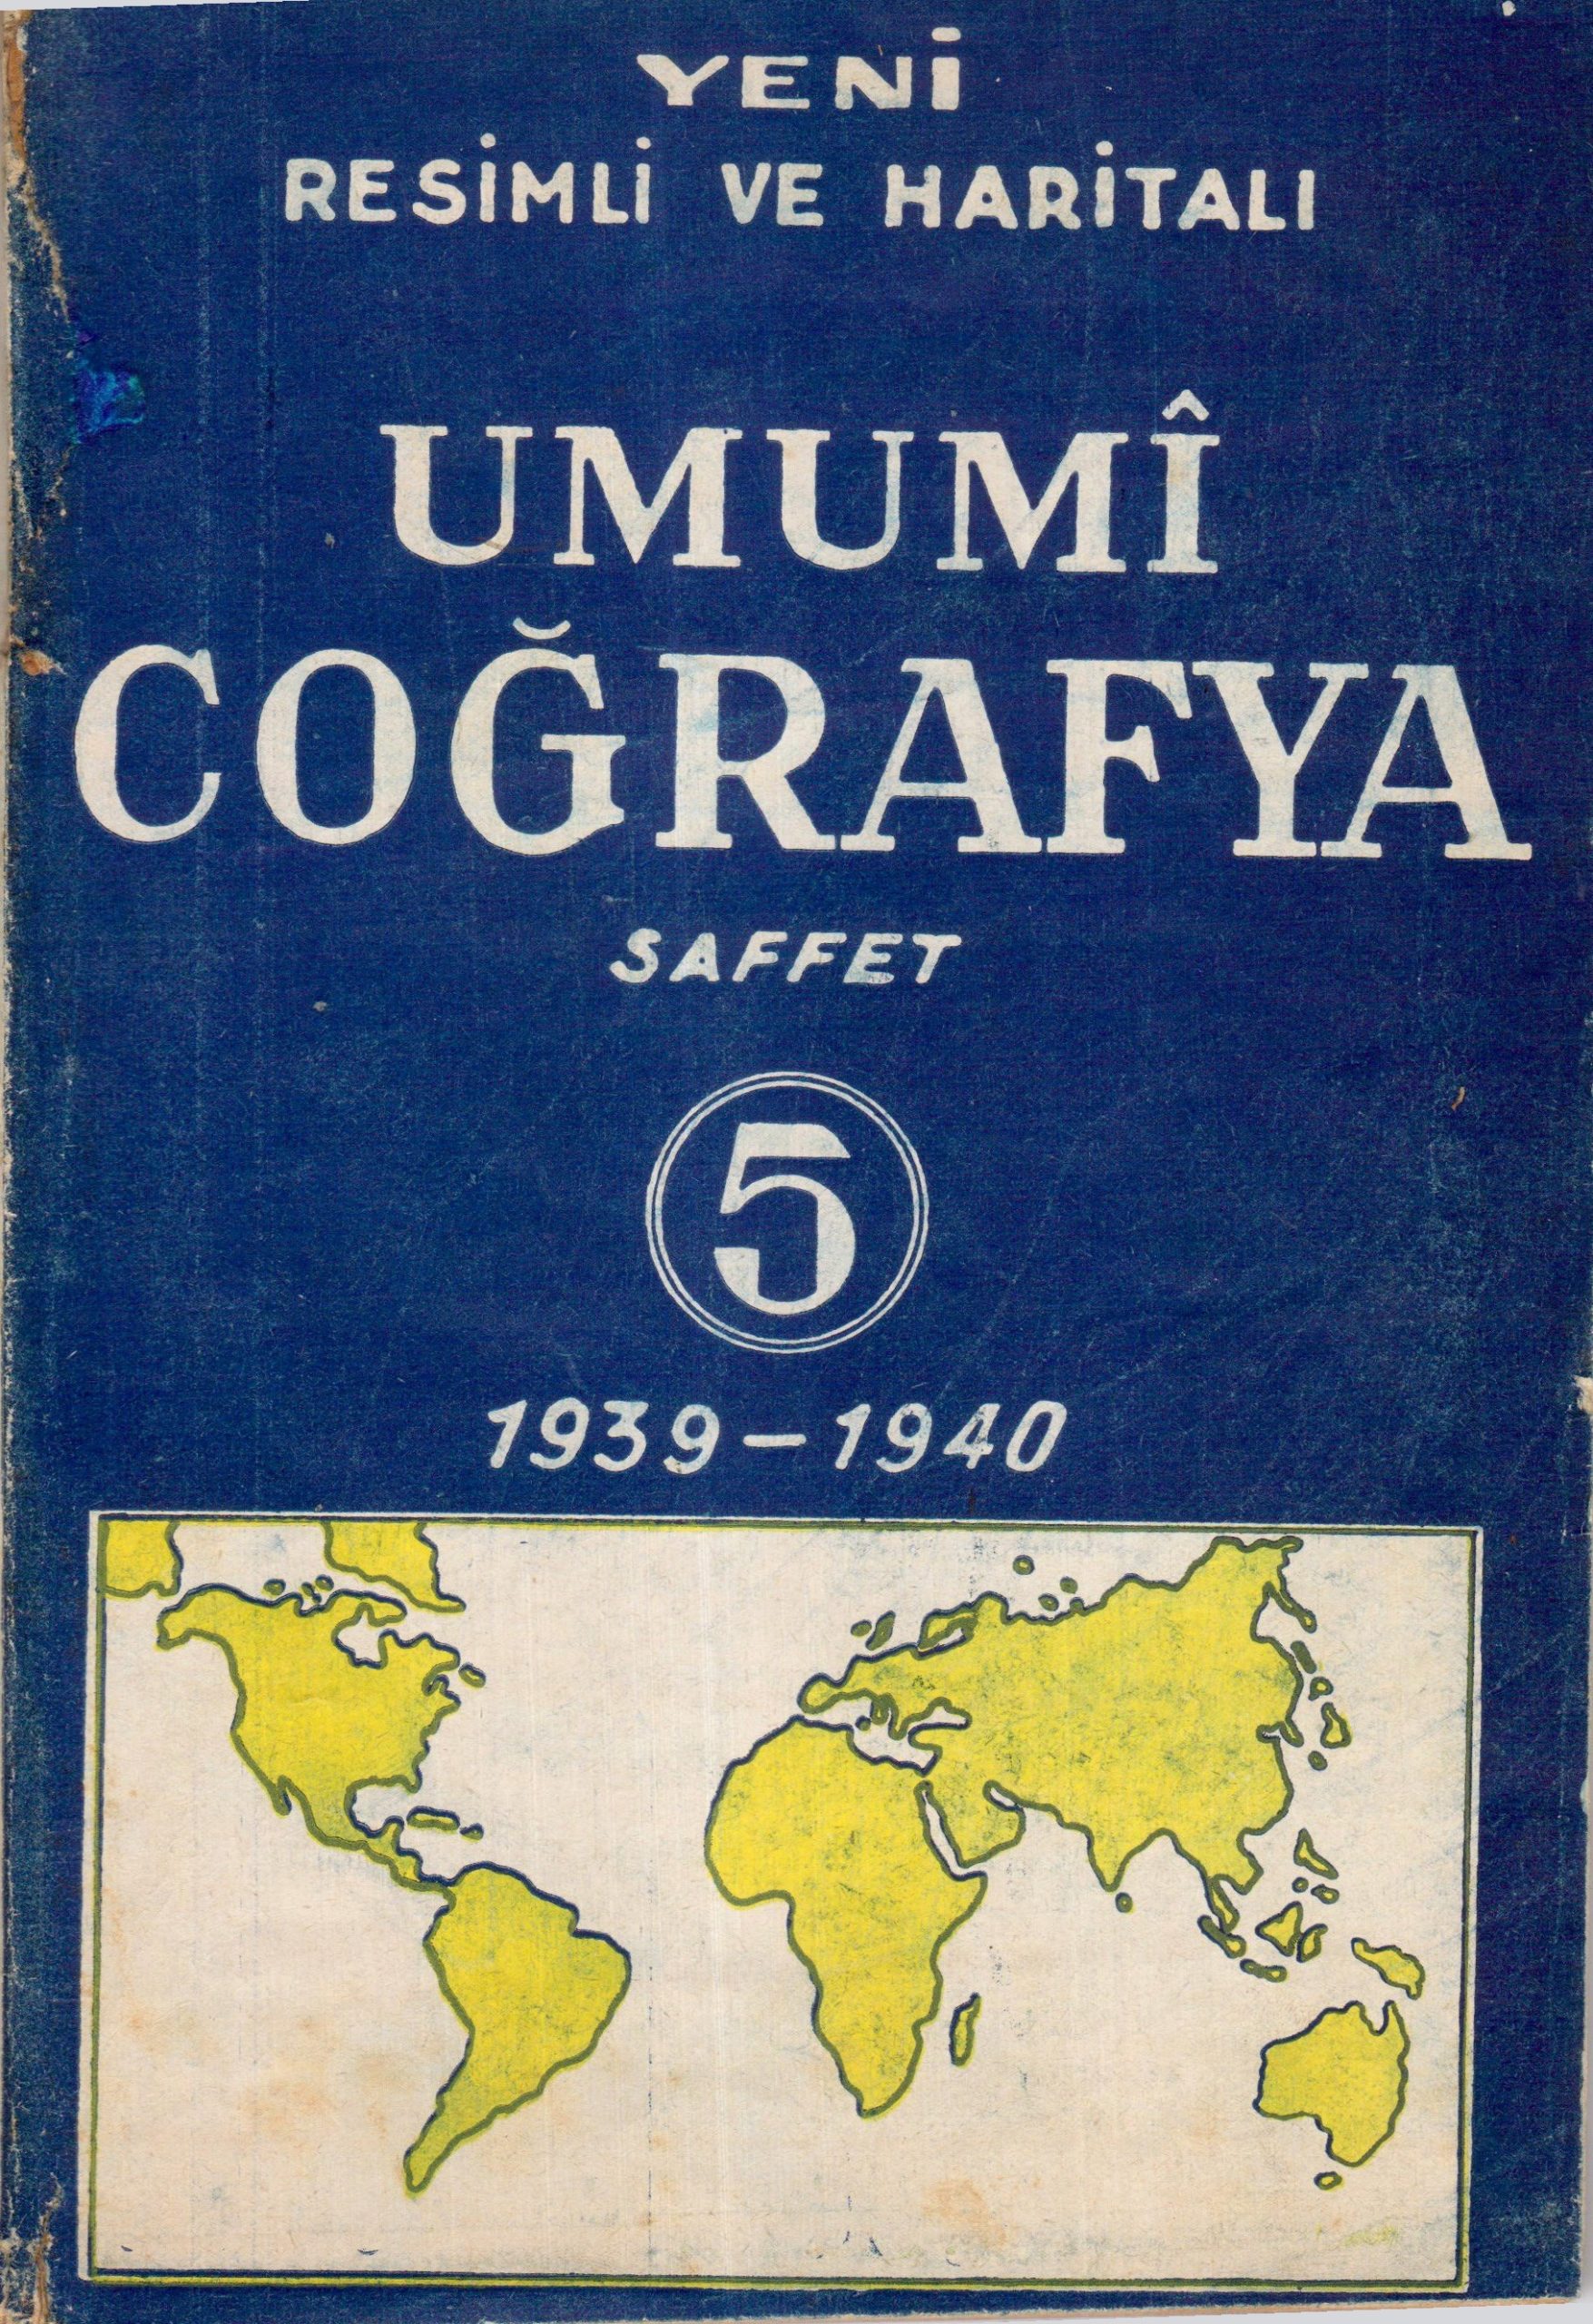 YENİ
RESİMLİ VE HARİTALI
UMUMÎ
COĞRAFYA
SAFFET
5
1939-1940